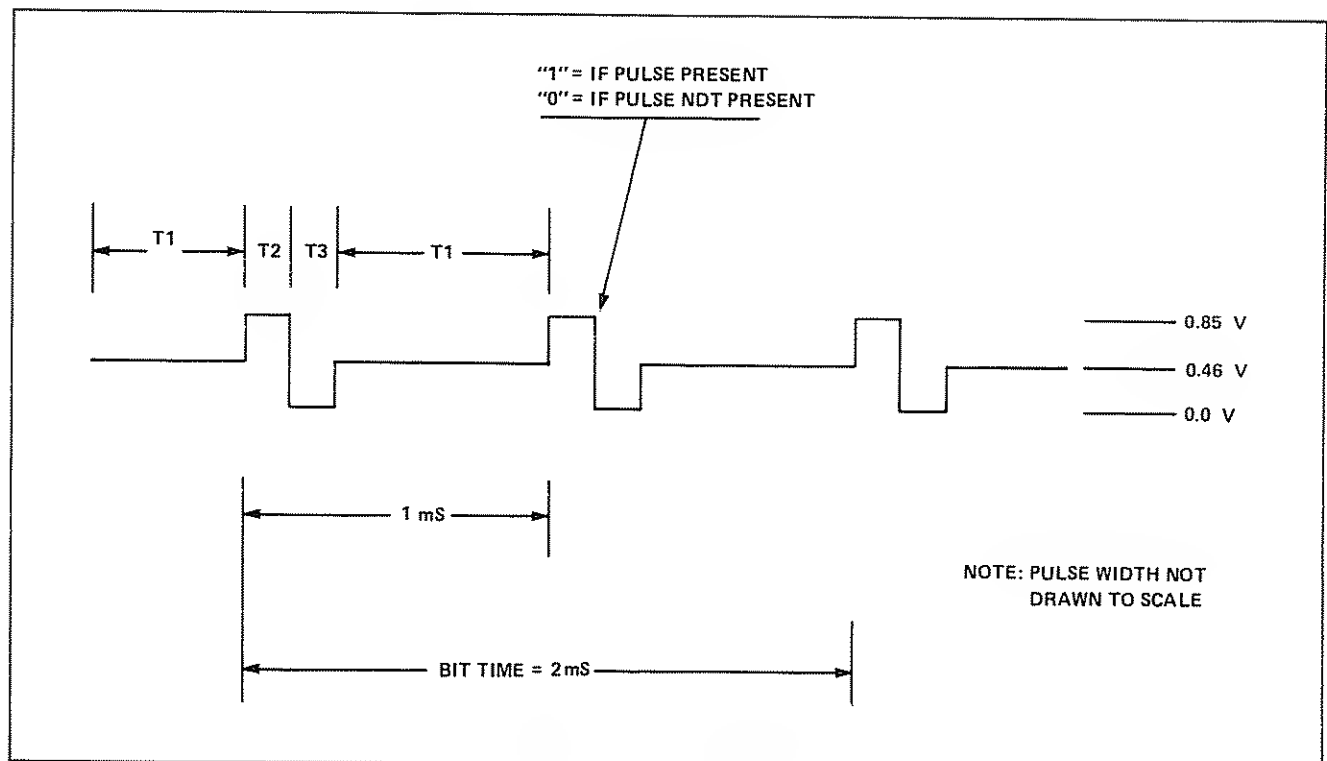 "1" = IF PULSE PRESENT
"0" = IF PULSE NDT PRESENT
T1
T2
T3
T1
0.85 V
0.46 V
0.0 V
1 mS
NOTE: PULSE WIDTH NOT
DRAWN TO SCALE
BIT TIME = 2mS